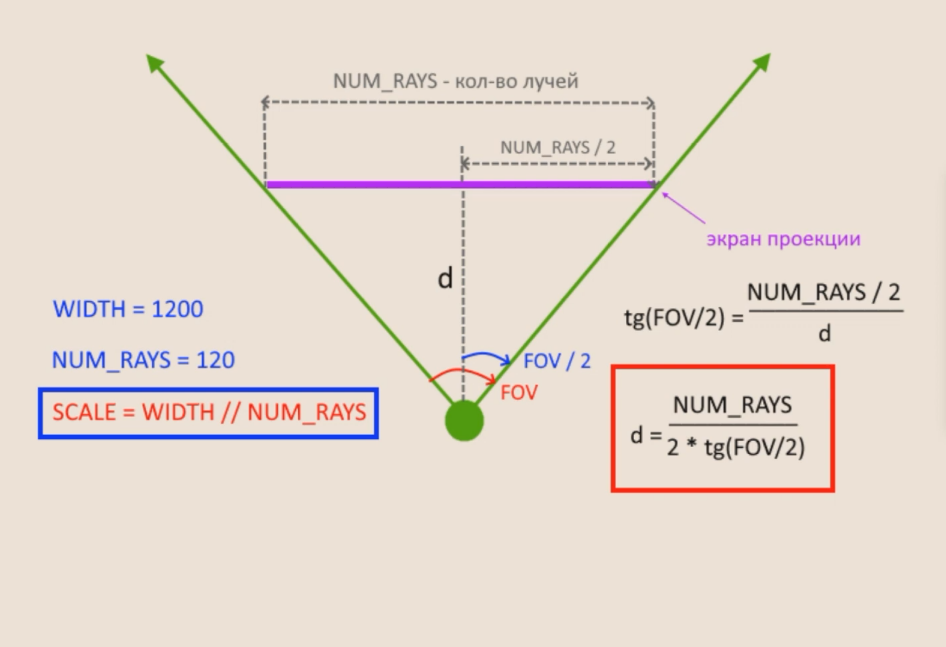 NUM_RAYS - кол-во лучей
NUM_RAYS / 2
экран проекции
d
WIDTH = 1200
NUM_RAYS = 120
SCALE = WIDTH // NUM_RAYS
FOV / 2
FOV
tg(FOV/2) = NUM_RAYS / 2
d
d = NUM_RAYS
2 * tg(FOV/2)